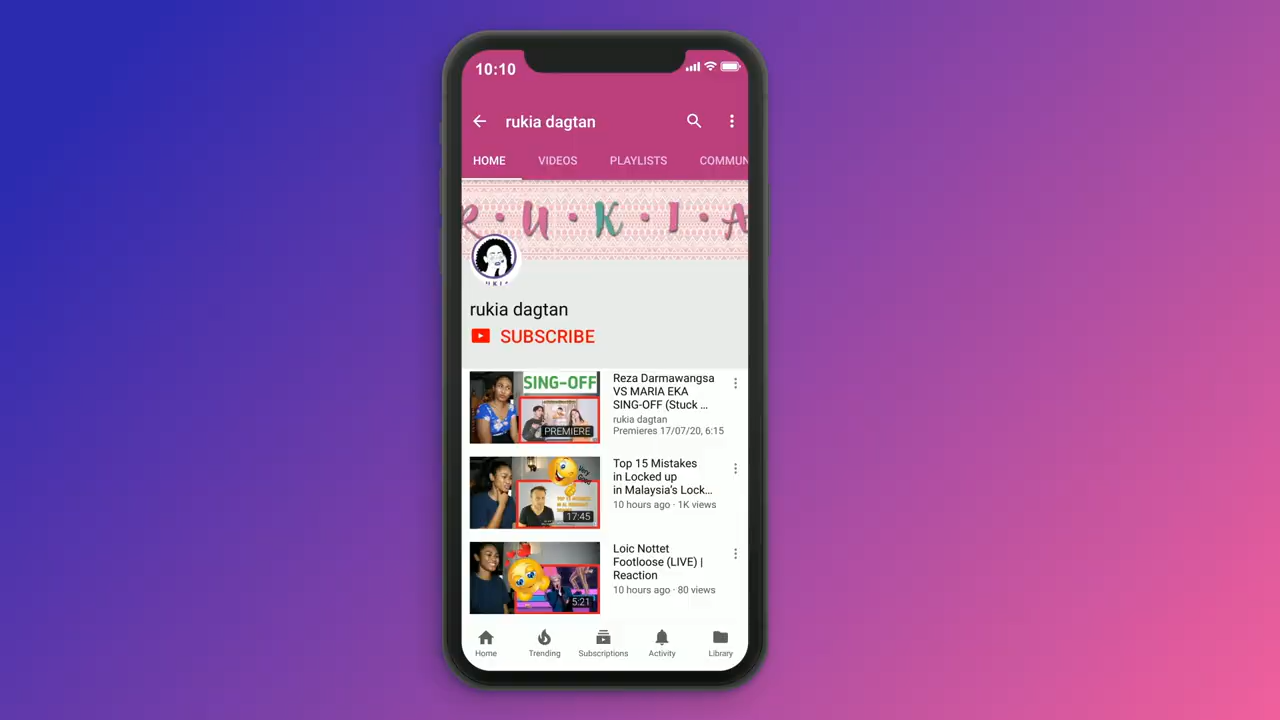 10:10
rukia dagtan
HOME VIDEOS PLAYLISTS COMMUN
R·U·K·I·A
rukia dagtan
SUBSCRIBE
SING-OFF
PREMIERE
Reza Darmawangsa
VS MARIA EKA
SING-OFF (Stuck ...
rukia dagtan
Premieres 17/07/20, 6:15
Very Good
17:45
Top 15 Mistakes
in Locked up
in Malaysia's Lock...
10 hours ago · 1K views
5:21
Loic Nottet
Footloose (LIVE) |
Reaction
10 hours ago · 80 views
Home Trending Subscriptions Activity Library